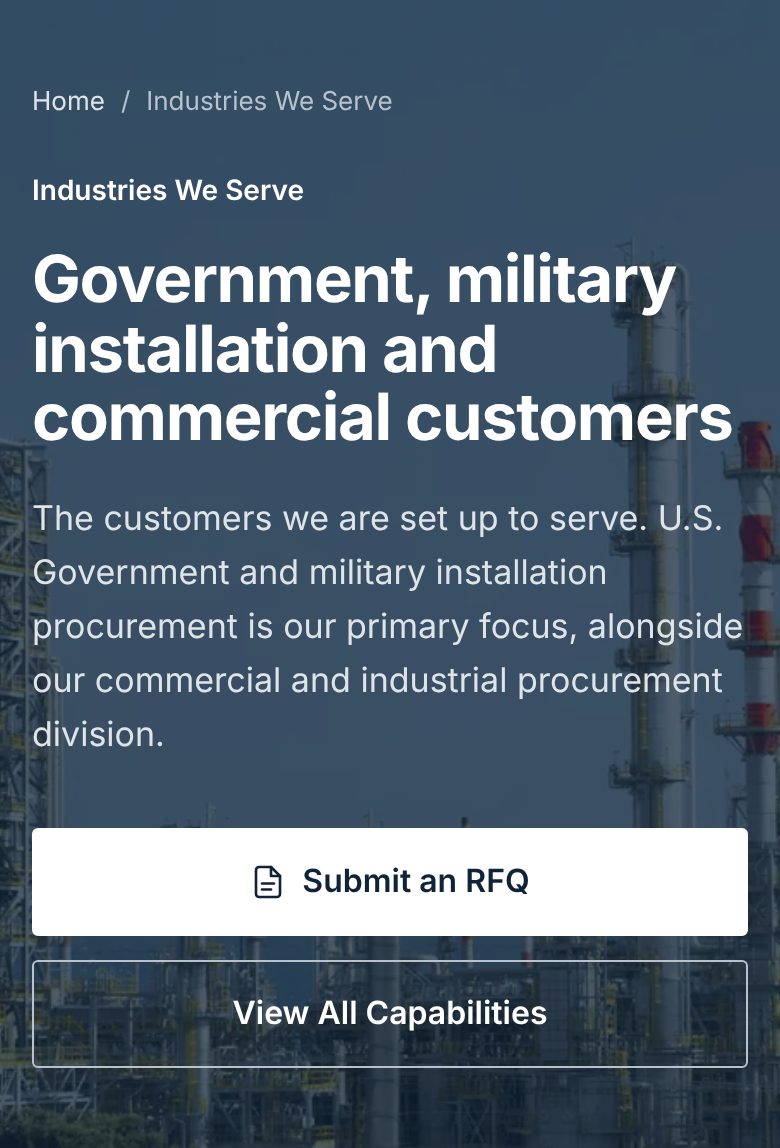 Home / Industries We Serve
Industries We Serve
Government, military
installation and
commercial customers
The customers we are set up to serve. U.S.
Government and military installation
procurement is our primary focus, alongside
our commercial and industrial procurement
division.
Submit an RFQ
View All Capabilities